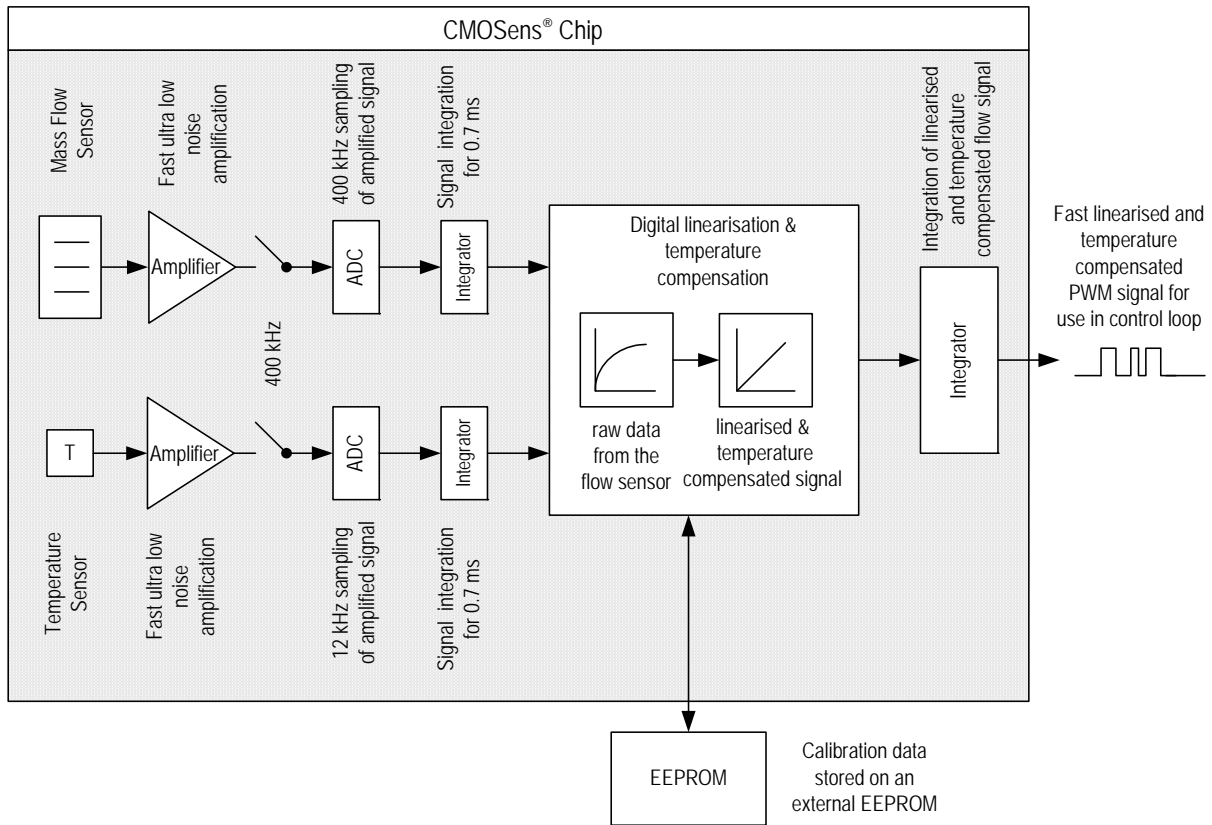 CMOSens® Chip
Mass Flow
Sensor
Fast ultra low
noise
amplification
400 kHz sampling
of amplified signal
Signal integration
for 0.7 ms
Integration of linearised
and temperature
compensated flow signal
Amplifier
ADC
Integrator
400 kHz
Digital linearisation &
temperature
compensation
raw data
from the
flow sensor
linearised &
temperature
compensated signal
Integrator
Fast linearised and
temperature
compensated
PWM signal for
use in control loop
T
Amplifier
ADC
Integrator
Temperature
Sensor
Fast ultra low
noise
amplification
12 kHz sampling
of amplified signal
Signal integration
for 0.7 ms
EEPROM
Calibration data
stored on an
external EEPROM